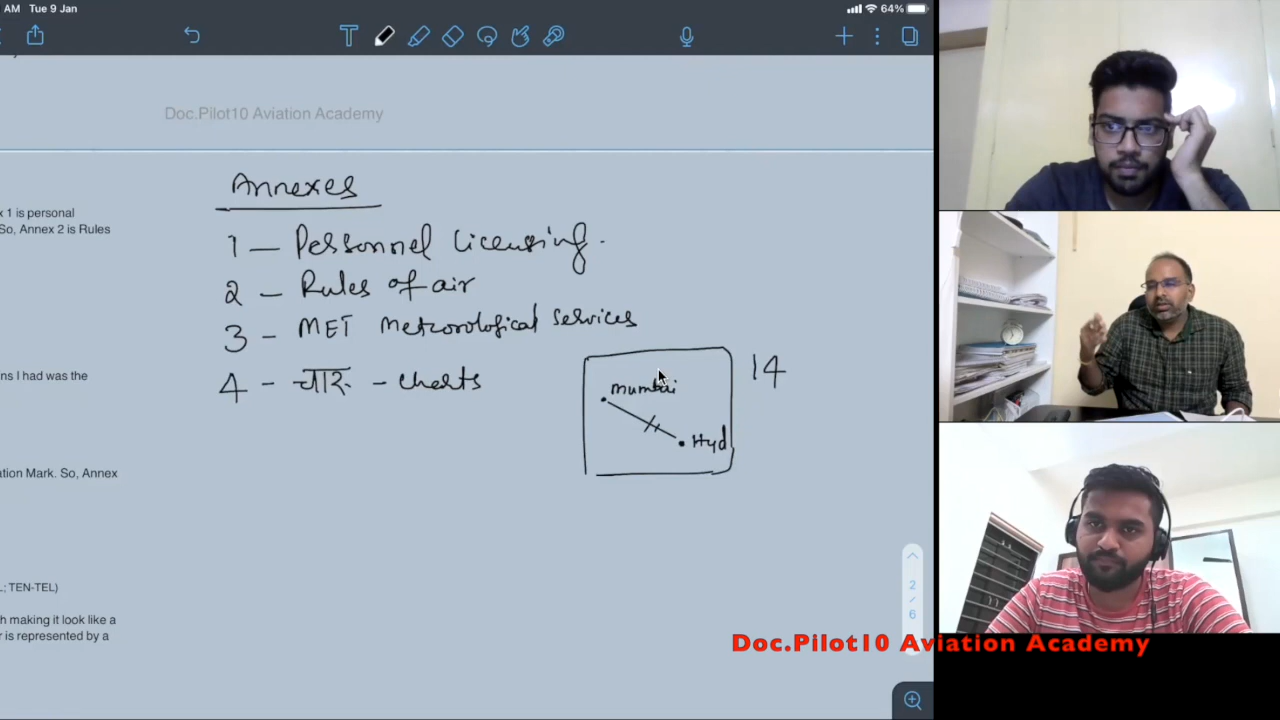 AM Tue 9 Jan
64%
Doc.Pilot10 Aviation Academy
x 1 is personal
So, Annex 2 is Rules
ns I had was the
ation Mark. So, Annex
L; TEN-TEL)
h making it look like a
r is represented by a
Annexes
1 — Personnel licensing.
2 — Rules of air
3 - MET Meteorological services
4 - चार - charts
mumbai
Hyd
14
2
/
6
Doc.Pilot10 Aviation Academy